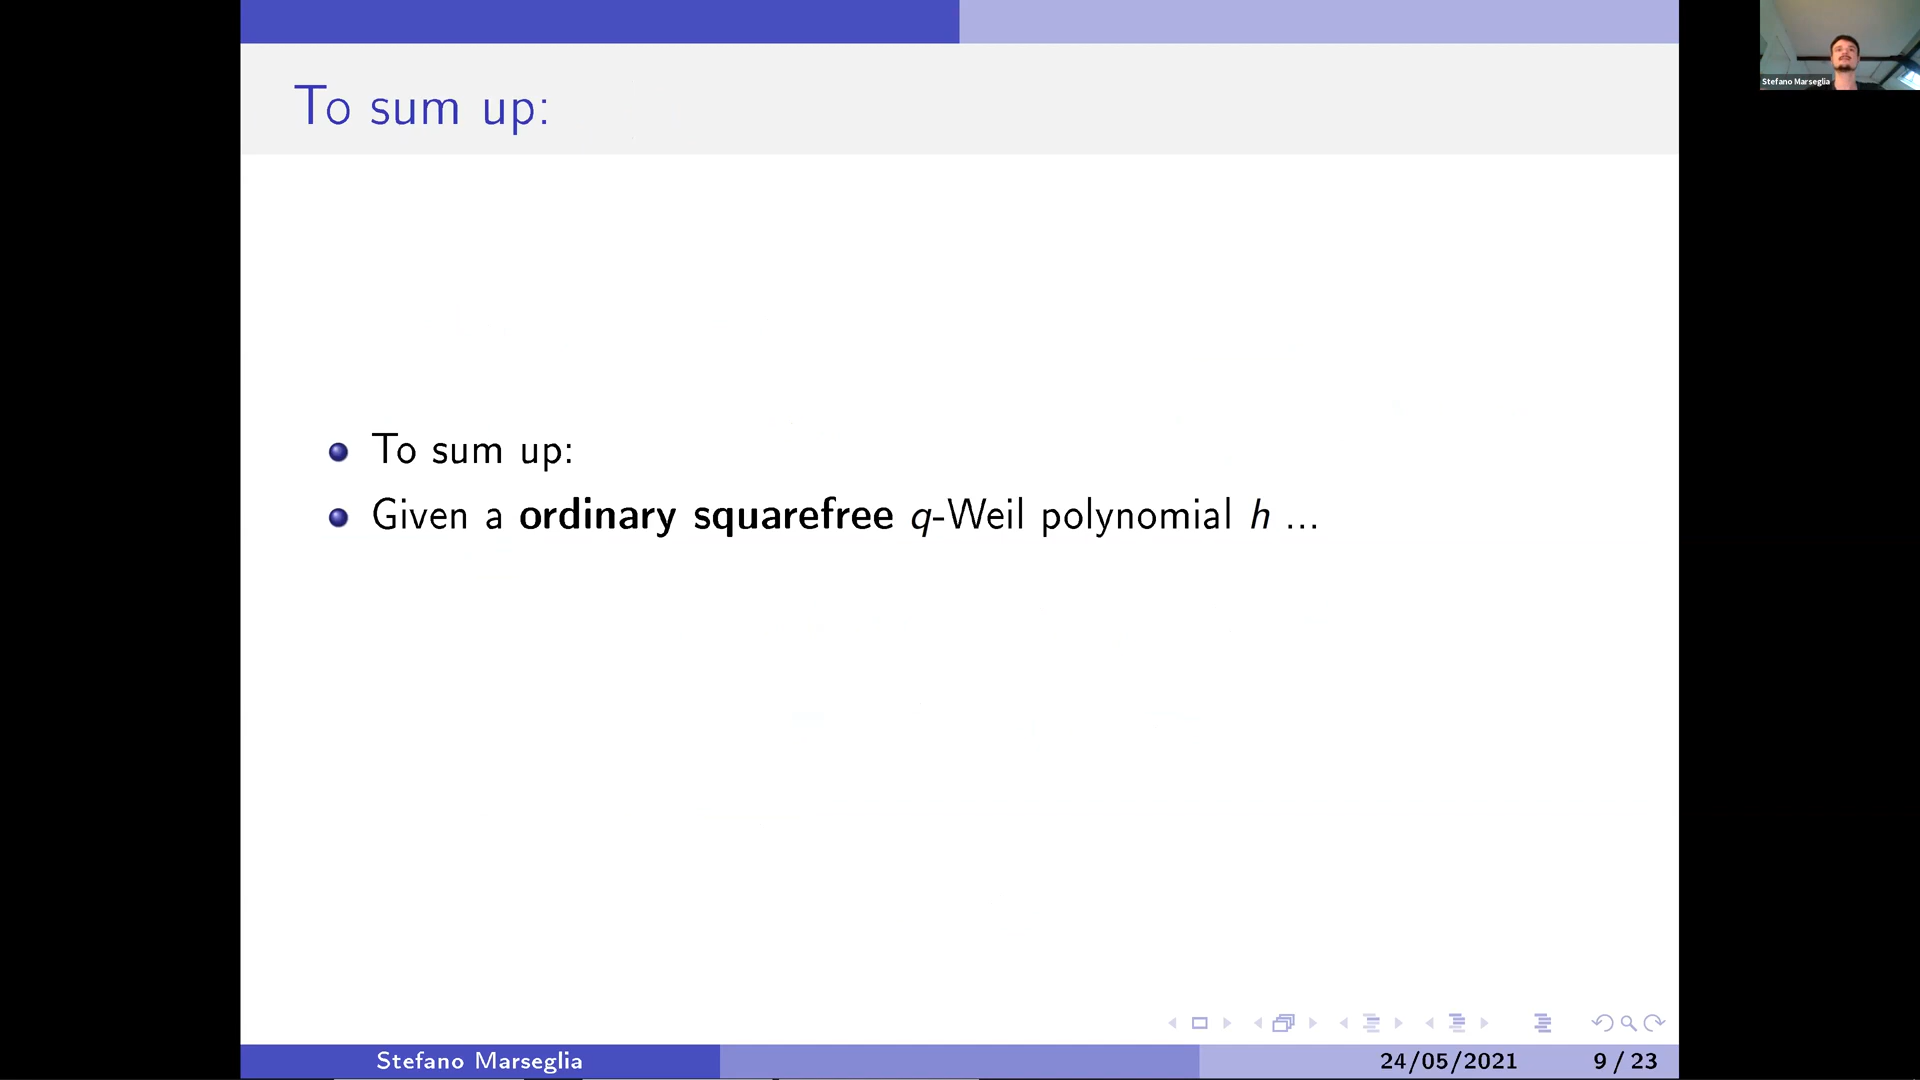 To sum up:
Stefano Marseglia
To sum up:
Given a ordinary squarefree q-Weil polynomial h ...
Stefano Marseglia
24/05/2021
9 / 23